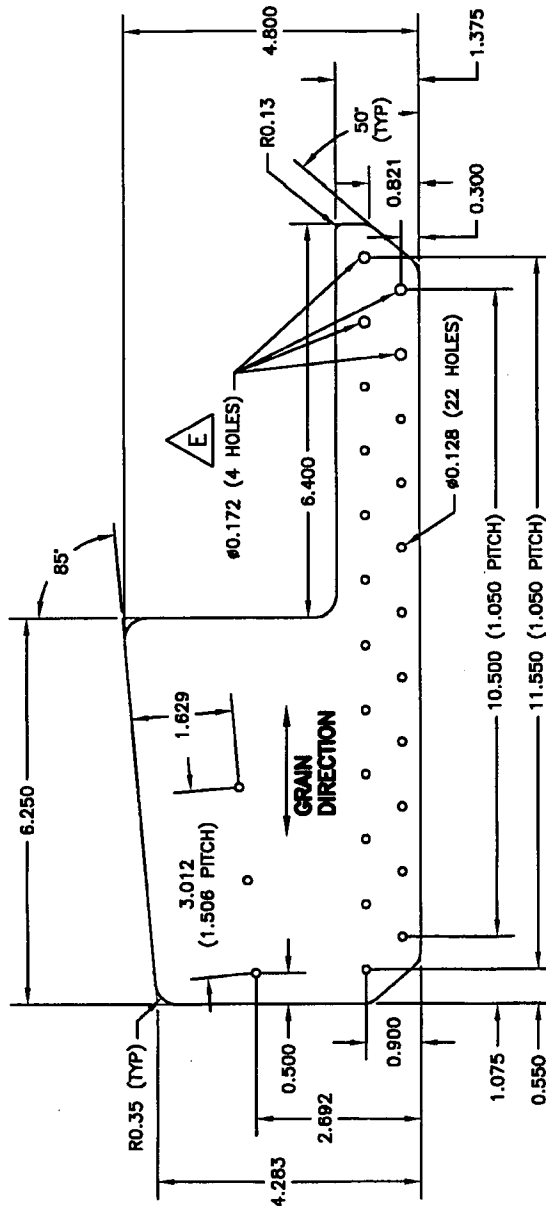 6.250
85°
4.800
R0.35 (TYP)
1.629
3.012
(1.506 PITCH)
GRAIN
DIRECTION
E
ø0.172 (4 HOLES)
6.400
R0.13
50°
(TYP)
0.821
0.300
1.375
ø0.128 (22 HOLES)
0.500
0.900
2.692
4.283
1.075
10.500 (1.050 PITCH)
0.550
11.550 (1.050 PITCH)